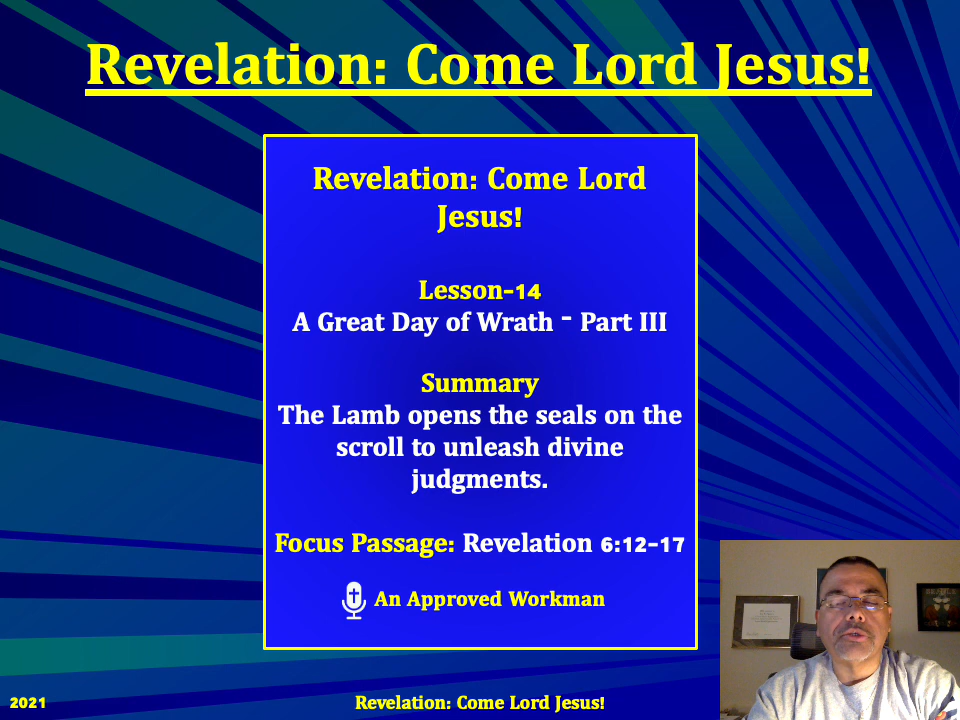 Revelation: Come Lord Jesus!
Revelation: Come Lord
Jesus!
Lesson-14
A Great Day of Wrath - Part III
Summary
The Lamb opens the seals on the
scroll to unleash divine
judgments.
Focus Passage: Revelation 6:12-17
An Approved Workman
2021
Revelation: Come Lord Jesus!